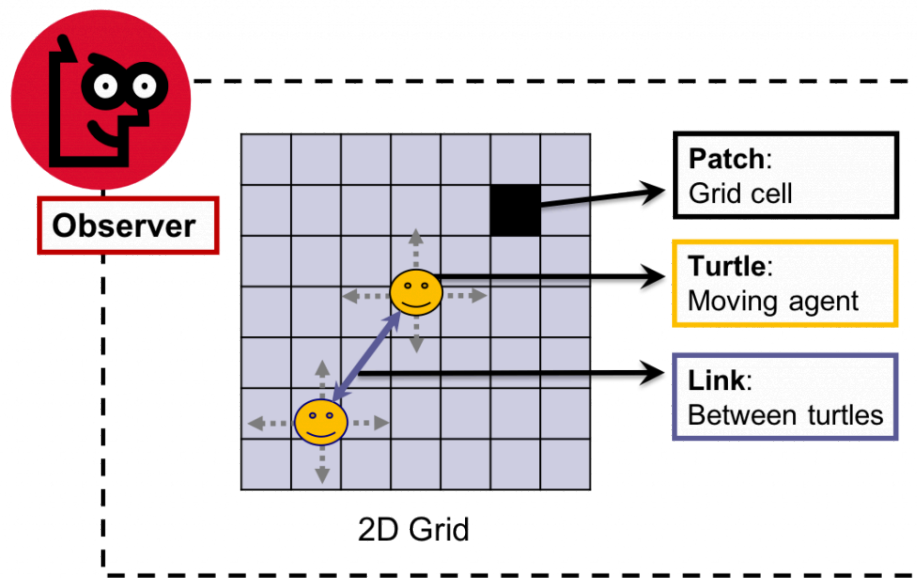 Observer
Patch:
Grid cell
Turtle:
Moving agent
Link:
Between turtles
2D Grid